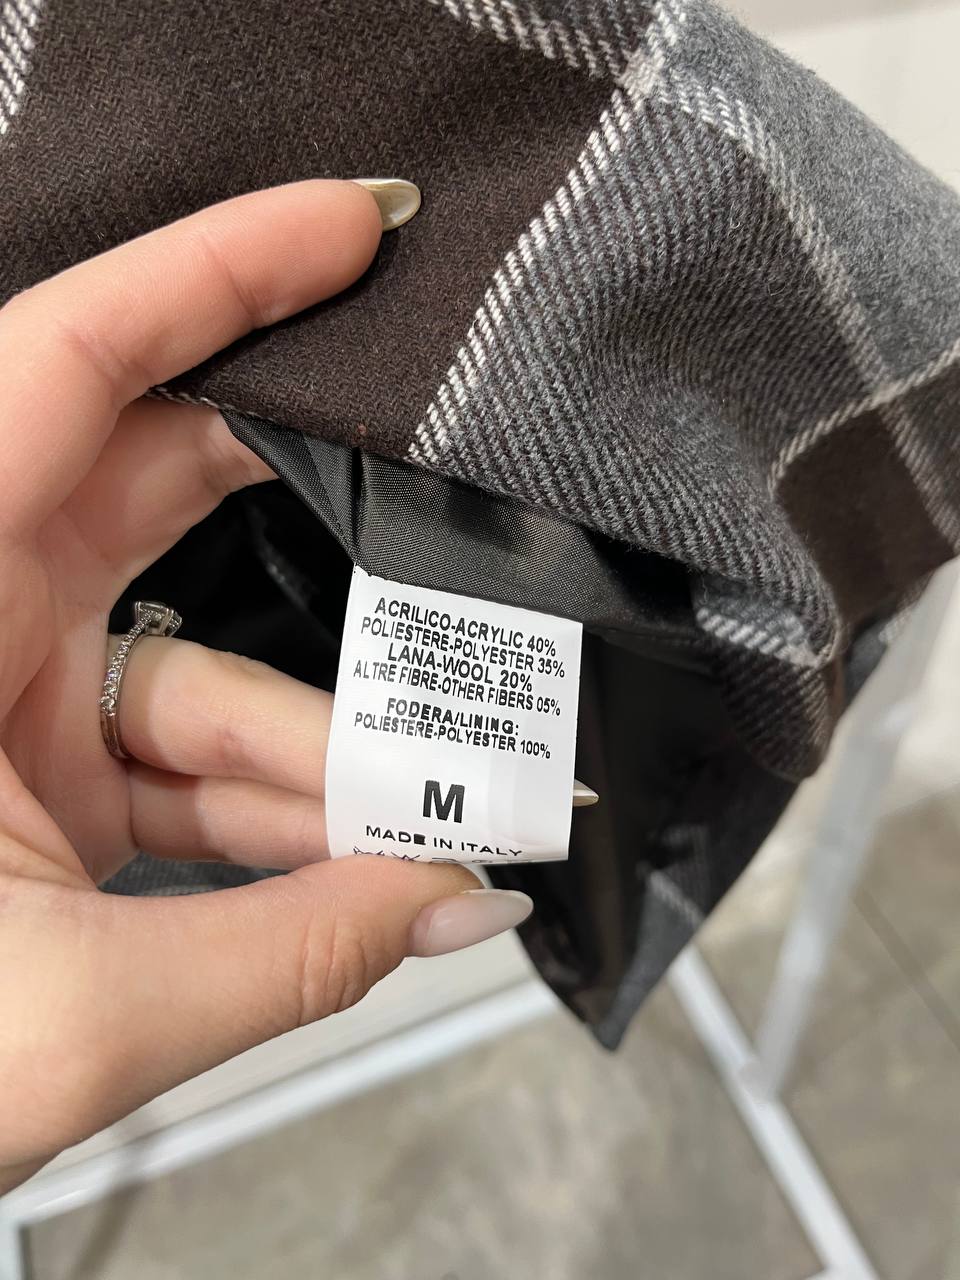 ACRILICO-ACRYLIC 40%
POLIESTERE-POLYESTER 35%
LANA-WOOL 20%
ALTRE FIBRE-OTHER FIBERS 05%
FODERA/LINING:
POLIESTERE-POLYESTER 100%
M
MADE IN ITALY